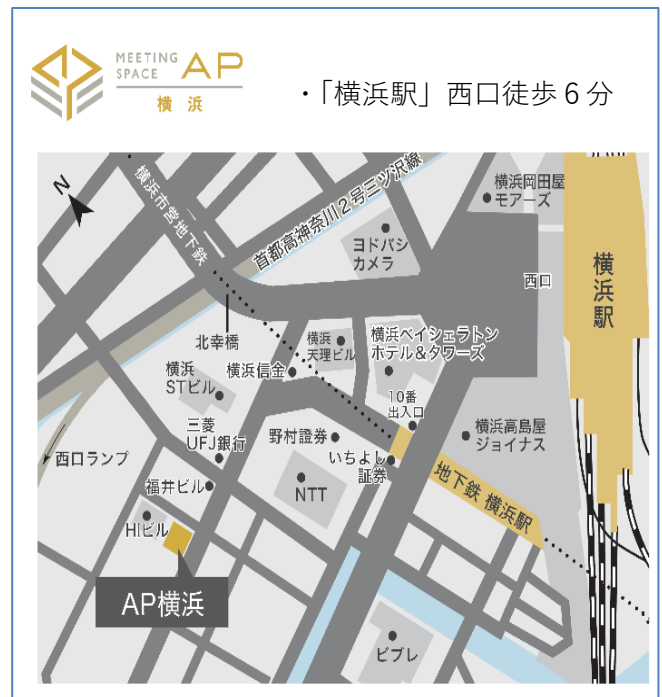 MEETING
SPACE
AP
横浜
・「横浜駅」西口徒歩6分
N
横浜市営地下鉄
首都高神奈川2号三ツ沢線
横浜岡田屋
モアーズ
ヨドバシ
カメラ
西口
横浜駅
北幸橋
横浜
天理ビル
横浜ベイシェラトン
ホテル&タワーズ
横浜
STビル
横浜信金
10番
出入口
三菱
UFJ銀行
野村證券
横浜高島屋
ジョイナス
西口ランプ
いちよし
証券
地下鉄 横浜駅
福井ビル
NTT
HIビル
AP横浜
ビブレ